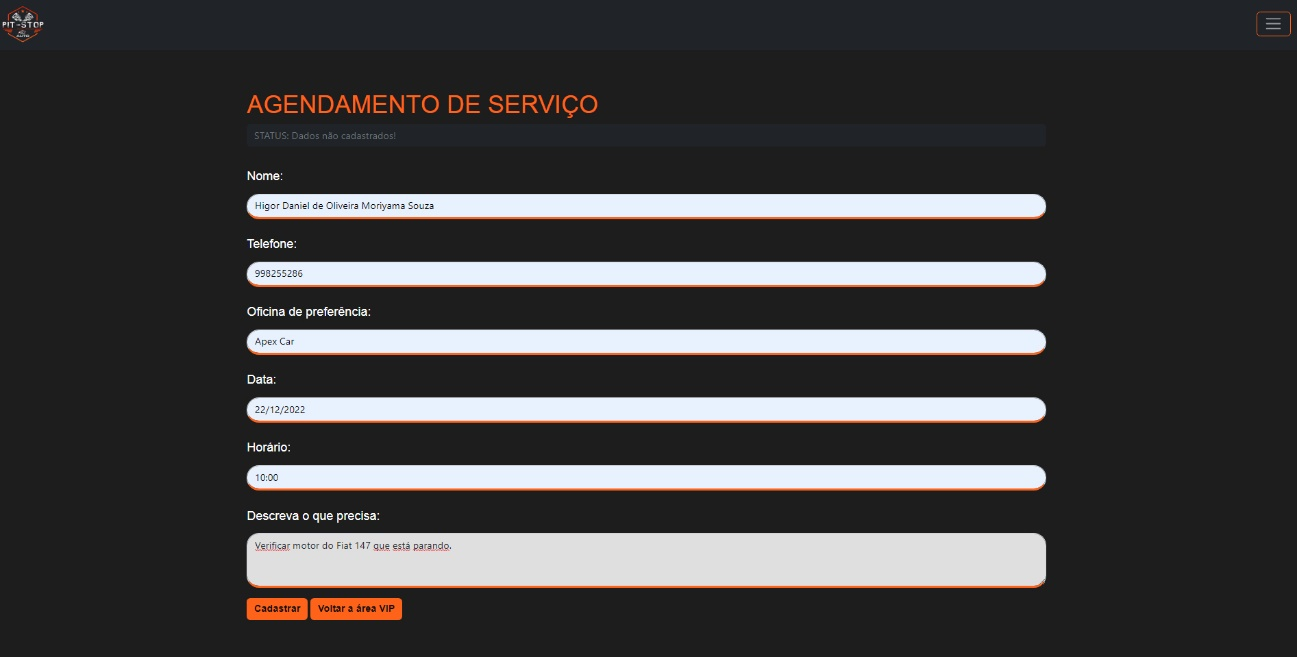 PIT-STOP
AGENDAMENTO DE SERVIÇO
STATUS: Dados não cadastrados!
Nome:
Higor Daniel de Oliveira Moriyama Souza
Telefone:
998255286
Oficina de preferência:
Apex Car
Data:
22/12/2022
Horário:
10:00
Descreva o que precisa:
Verificar motor do Fiat 147 que está parando.
Cadastrar Voltar a área VIP